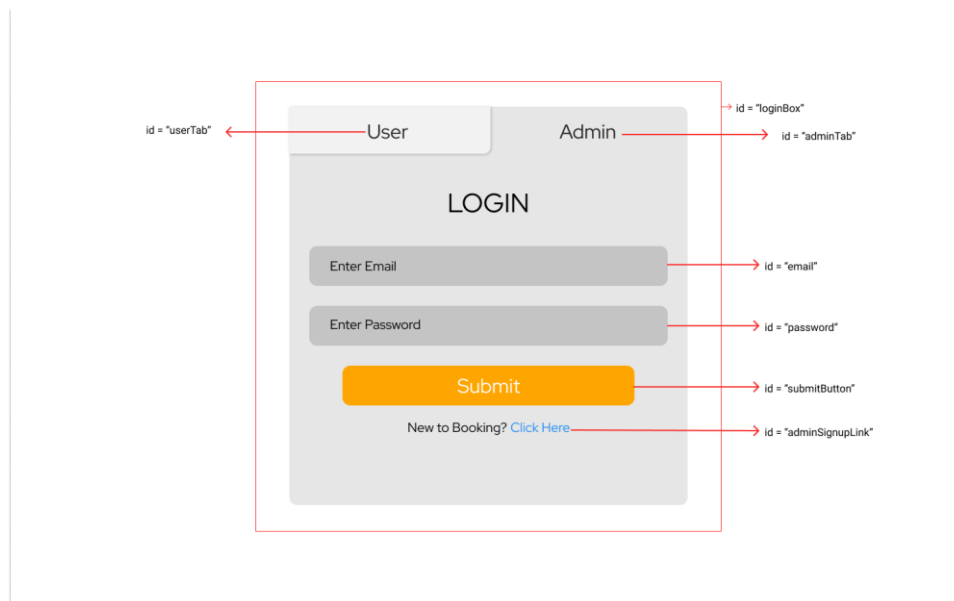 id = "loginBox"
id = "userTab"
User
Admin
id = "adminTab"
LOGIN
Enter Email
id = "email"
Enter Password
id = "password"
Submit
id = "submitButton"
New to Booking? Click Here
id = "adminSignupLink"